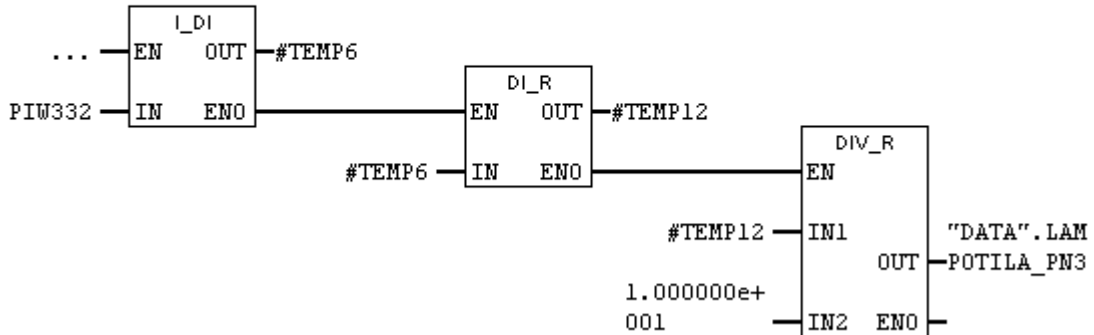 I_DI
... EN OUT #TEMP6
PIW332 IN ENO
DI_R
EN OUT #TEMP12
#TEMP6 IN ENO
DIV_R
EN
#TEMP12 IN1
"DATA".LAM
OUT POTILA_PN3
1.000000e+
001 IN2 ENO